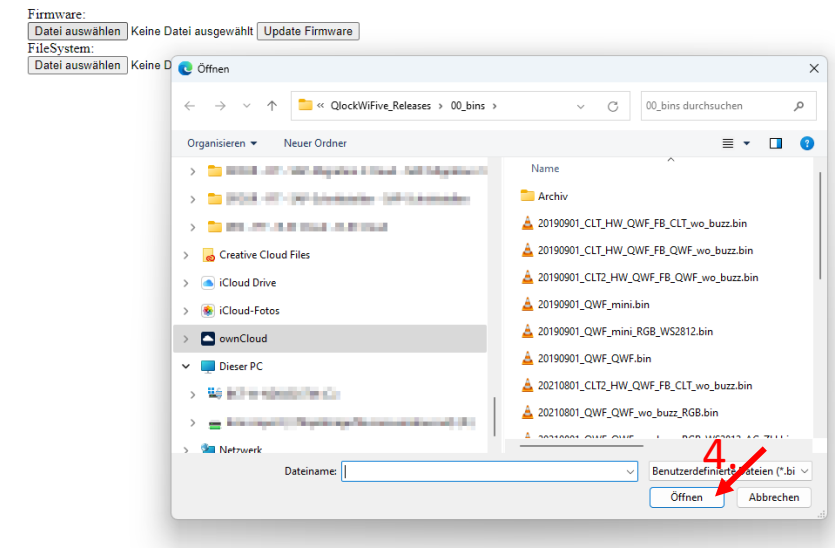 Firmware:
Datei auswählen Keine Datei ausgewählt Update Firmware
FileSystem:
Datei auswählen Keine D
Öffnen
« QlockWiFive_Releases › 00_bins ›
00_bins durchsuchen
Organisieren
Neuer Ordner
Creative Cloud Files
iCloud Drive
iCloud-Fotos
ownCloud
Dieser PC
Netzwerk
Name
Archiv
20190901_CLT_HW_QWF_FB_CLT_wo_buzz.bin
20190901_CLT_HW_QWF_FB_QWF_wo_buzz.bin
20190901_CLT2_HW_QWF_FB_QWF_wo_buzz.bin
20190901_QWF_mini.bin
20190901_QWF_mini_RGB_WS2812.bin
20190901_QWF_QWF.bin
20210801_CLT2_HW_QWF_FB_CLT_wo_buzz.bin
20210801_QWF_QWF_wo_buzz_RGB.bin
4.
Dateiname:
Benutzerdefinierte Dateien (*.bi
Öffnen
Abbrechen